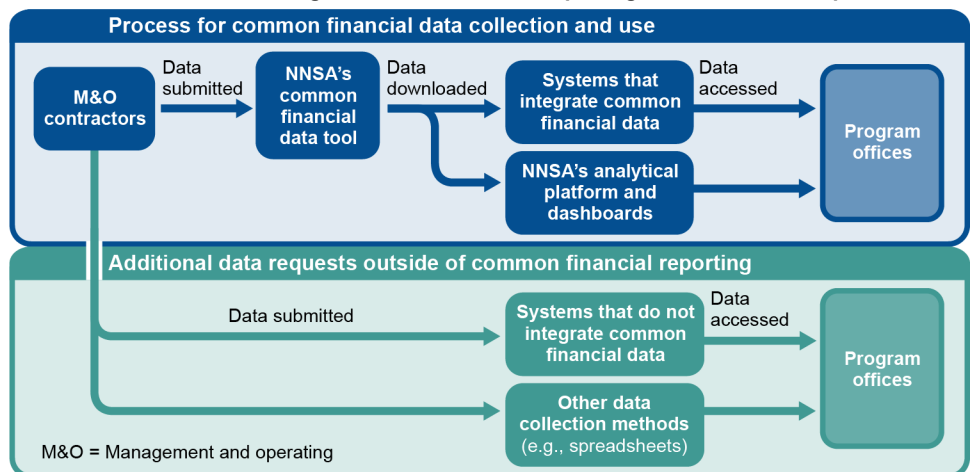 Process for common financial data collection and use
M&O
contractors
Data
submitted
NNSA's
common
financial
data tool
Data
downloaded
Systems that
integrate common
financial data
Data
accessed
NNSA's analytical
platform and
dashboards
Program
offices
Additional data requests outside of common financial reporting
Data submitted
Systems that do not
integrate common
financial data
Data
accessed
Other data
collection methods
(e.g., spreadsheets)
Program
offices
M&O = Management and operating